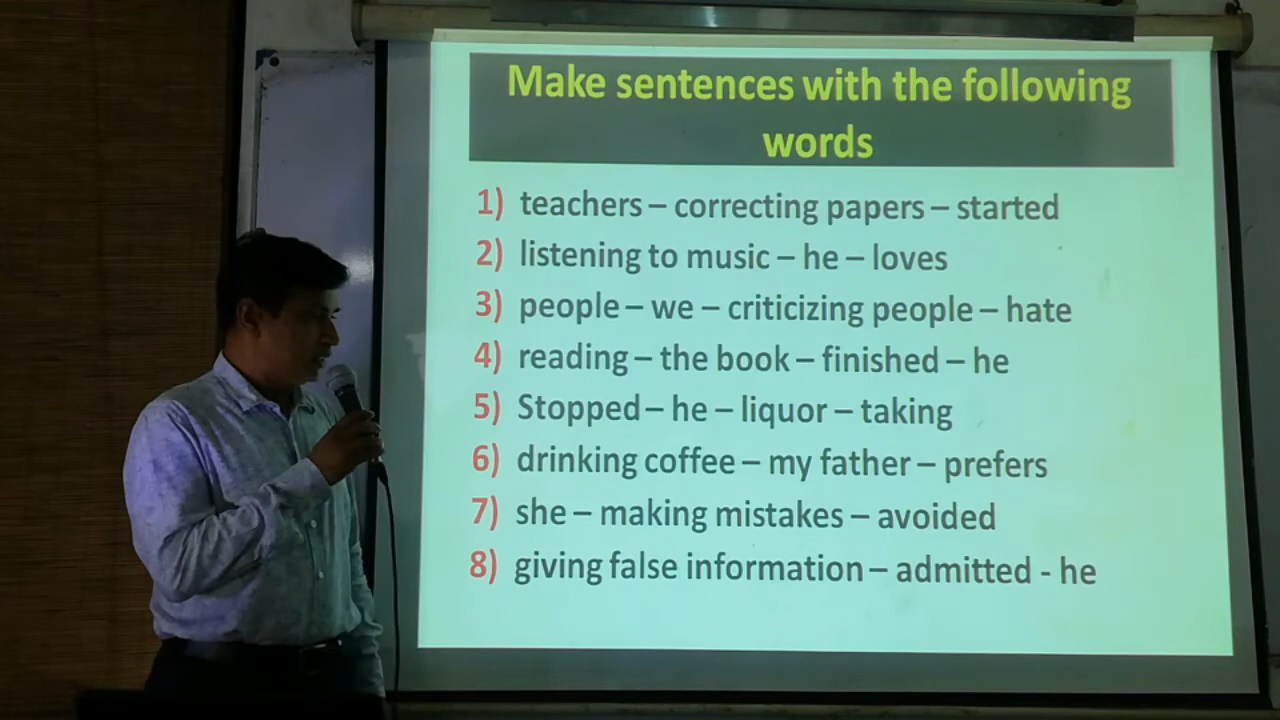 Make sentences with the following
words
1) teachers – correcting papers – started
2) listening to music – he – loves
3) people – we – criticizing people – hate
4) reading – the book – finished – he
5) Stopped – he – liquor – taking
6) drinking coffee – my father – prefers
7) she – making mistakes – avoided
8) giving false information – admitted - he